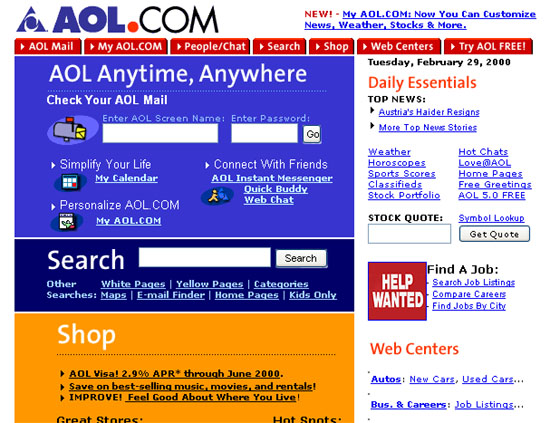 AOL.COM
NEW! - My AOL.COM: Now You Can Customize
News, Weather, Stocks & More.
AOL Mail My AOL.COM People/Chat Search Shop Web Centers Try AOL FREE!
AOL Anytime, Anywhere
Check Your AOL Mail
Enter AOL Screen Name: Enter Password:
Go
Simplify Your Life
My Calendar
Personalize AOL.COM
My AOL.COM
Connect With Friends
AOL Instant Messenger
Quick Buddy
Web Chat
Search
Search
Other White Pages | Yellow Pages | Categories
Searches: Maps | E-mail Finder | Home Pages | Kids Only
Shop
AOL Visa! 2.9% APR* through June 2000.
Save on best-selling music, movies, and rentals!
IMPROVE! Feel Good About Where You Live!
Great Stores: Hot Spots:
Tuesday, February 29, 2000
Daily Essentials
TOP NEWS:
Austria's Haider Resigns
More Top News Stories
Weather Hot Chats
Horoscopes Love@AOL
Sports Scores Home Pages
Classifieds Free Greetings
Stock Portfolio AOL 5.0 FREE
STOCK QUOTE: Symbol Lookup
Get Quote
HELP
WANTED
Find A Job:
Search Job Listings
Compare Careers
Find Jobs By City
Web Centers
Autos: New Cars, Used Cars...
Bus. & Careers: Job Listings...